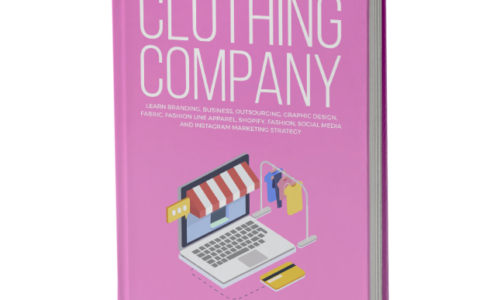 CLOTHING
COMPANY
LEARN BRANDING, BUSINESS, OUTSOURCING, GRAPHIC DESIGN,
FABRIC, FASHION LINE APPAREL, SHOPIFY, FASHION, SOCIAL MEDIA
AND INSTAGRAM MARKETING STRATEGY